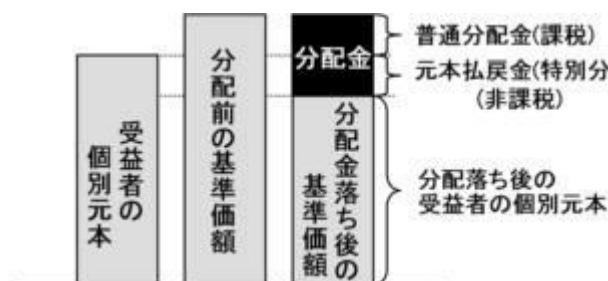 受益者の
個別元本
分配前の基準価額
分配金
分配金落ち後の
基準価額
普通分配金(課税)
元本払戻金(特別分
(非課税)
分配落ち後の
受益者の個別元本